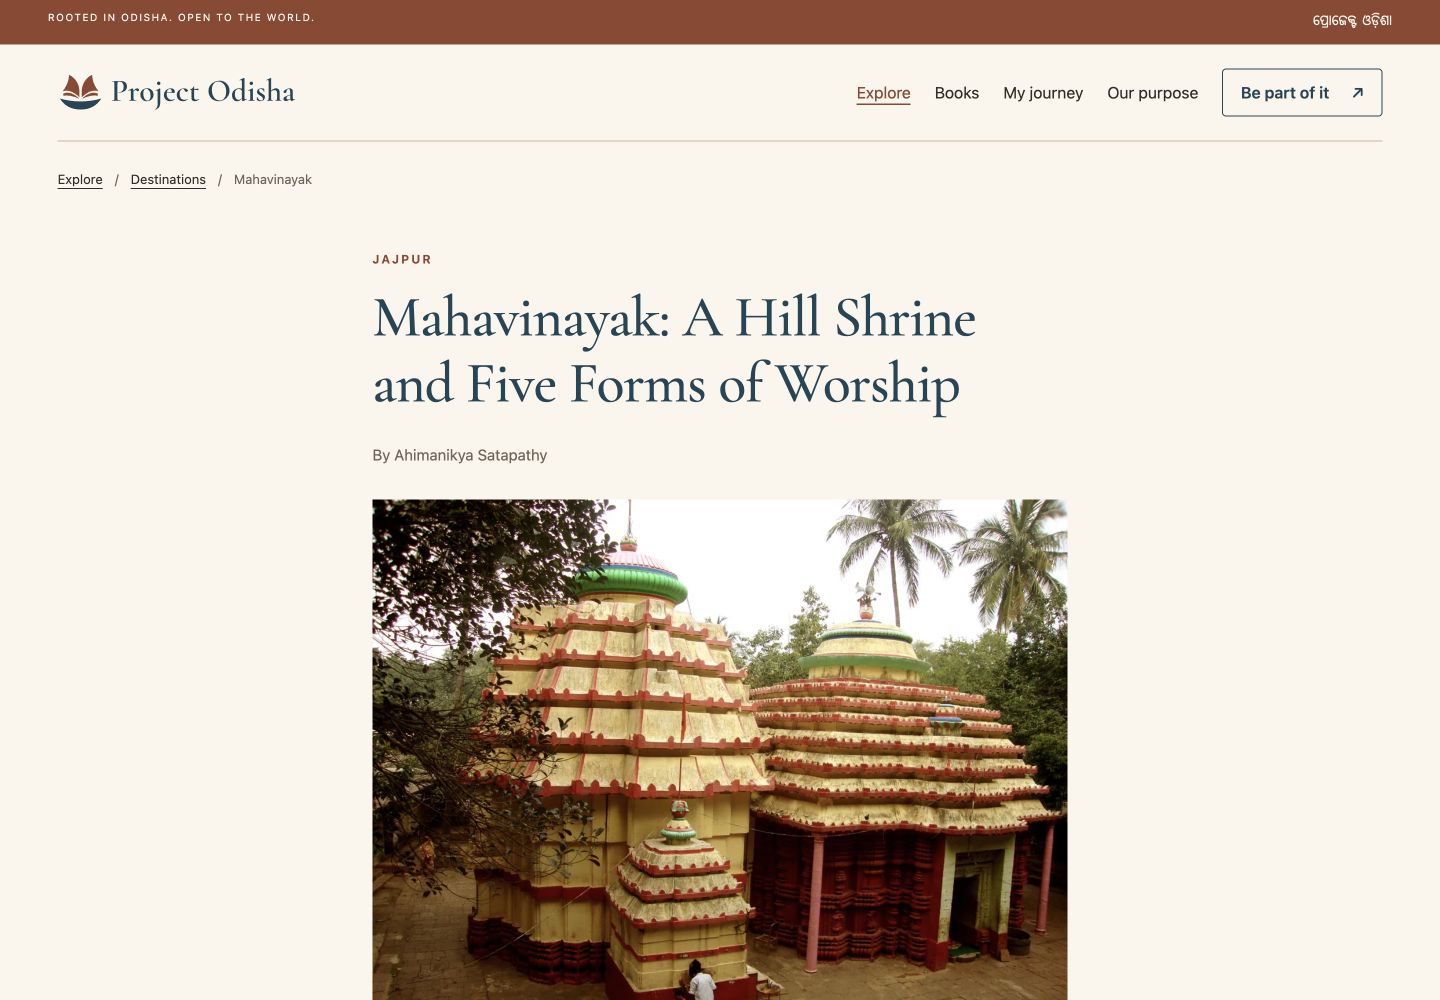 ROOTED IN ODISHA. OPEN TO THE WORLD.
ପ୍ରୋଜେକ୍ଟ ଓଡ଼ିଶା
Project Odisha
Explore
Books
My journey
Our purpose
Be part of it
Explore / Destinations / Mahavinayak
JAJPUR
Mahavinayak: A Hill Shrine
and Five Forms of Worship
By Ahimanikya Satapathy